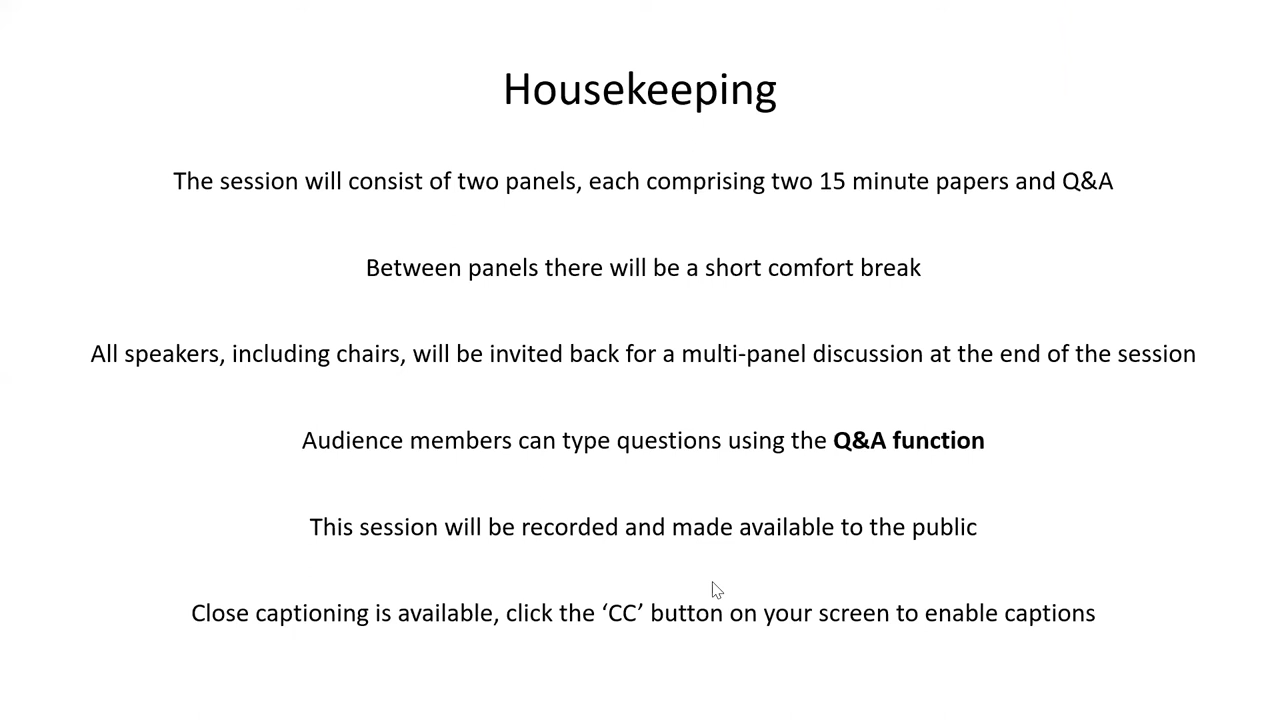 Housekeeping
The session will consist of two panels, each comprising two 15 minute papers and Q&A
Between panels there will be a short comfort break
All speakers, including chairs, will be invited back for a multi-panel discussion at the end of the session
Audience members can type questions using the Q&A function
This session will be recorded and made available to the public
Close captioning is available, click the ‘CC’ button on your screen to enable captions